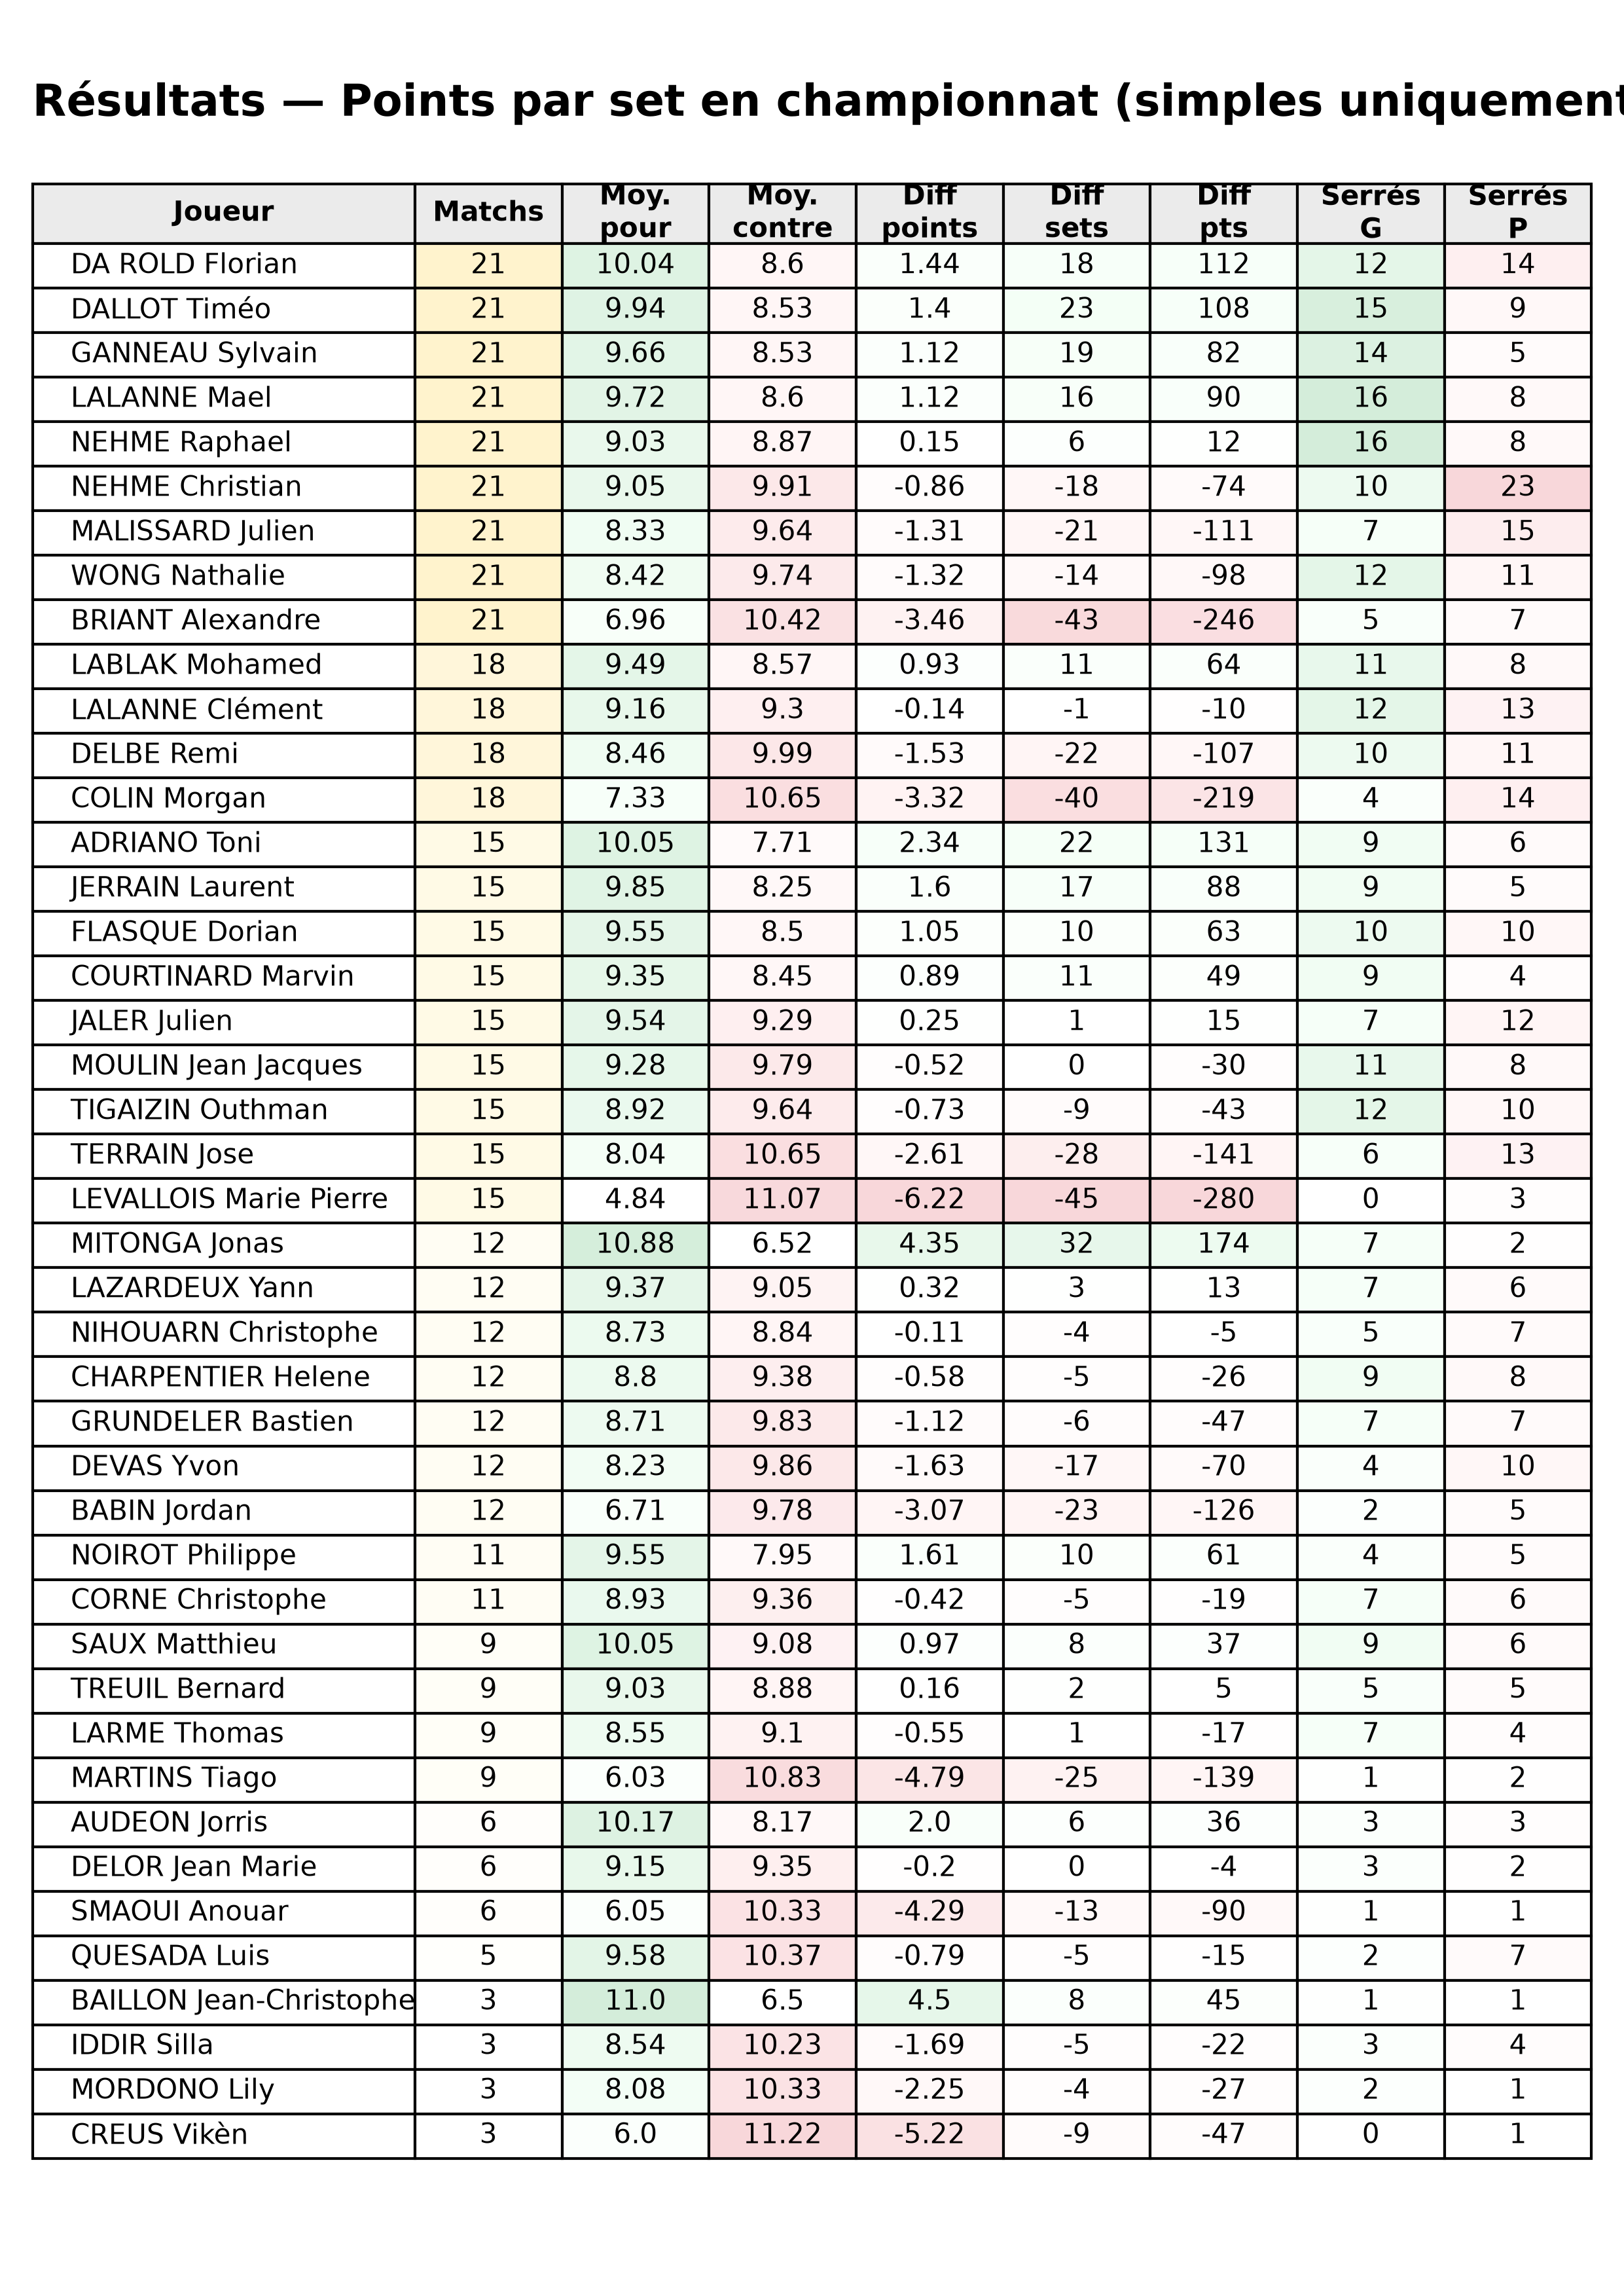 Résultats — Points par set en championnat (simples uniquement
Joueur Matchs Moy. pour Moy. contre Diff points Diff sets Diff pts Serrés G Serrés P
DA ROLD Florian 21 10.04 8.6 1.44 18 112 12 14
DALLOT Timéo 21 9.94 8.53 1.4 23 108 15 9
GANNEAU Sylvain 21 9.66 8.53 1.12 19 82 14 5
LALANNE Mael 21 9.72 8.6 1.12 16 90 16 8
NEHME Raphael 21 9.03 8.87 0.15 6 12 16 8
NEHME Christian 21 9.05 9.91 -0.86 -18 -74 10 23
MALISSARD Julien 21 8.33 9.64 -1.31 -21 -111 7 15
WONG Nathalie 21 8.42 9.74 -1.32 -14 -98 12 11
BRIANT Alexandre 21 6.96 10.42 -3.46 -43 -246 5 7
LABLAK Mohamed 18 9.49 8.57 0.93 11 64 11 8
LALANNE Clément 18 9.16 9.3 -0.14 -1 -10 12 13
DELBE Remi 18 8.46 9.99 -1.53 -22 -107 10 11
COLIN Morgan 18 7.33 10.65 -3.32 -40 -219 4 14
ADRIANO Toni 15 10.05 7.71 2.34 22 131 9 6
JERRAIN Laurent 15 9.85 8.25 1.6 17 88 9 5
FLASQUE Dorian 15 9.55 8.5 1.05 10 63 10 10
COURTINARD Marvin 15 9.35 8.45 0.89 11 49 9 4
JALER Julien 15 9.54 9.29 0.25 1 15 7 12
MOULIN Jean Jacques 15 9.28 9.79 -0.52 0 -30 11 8
TIGAIZIN Outhman 15 8.92 9.64 -0.73 -9 -43 12 10
TERRAIN Jose 15 8.04 10.65 -2.61 -28 -141 6 13
LEVALLOIS Marie Pierre 15 4.84 11.07 -6.22 -45 -280 0 3
MITONGA Jonas 12 10.88 6.52 4.35 32 174 7 2
LAZARDEUX Yann 12 9.37 9.05 0.32 3 13 7 6
NIHOUARN Christophe 12 8.73 8.84 -0.11 -4 -5 5 7
CHARPENTIER Helene 12 8.8 9.38 -0.58 -5 -26 9 8
GRUNDELER Bastien 12 8.71 9.83 -1.12 -6 -47 7 7
DEVAS Yvon 12 8.23 9.86 -1.63 -17 -70 4 10
BABIN Jordan 12 6.71 9.78 -3.07 -23 -126 2 5
NOIROT Philippe 11 9.55 7.95 1.61 10 61 4 5
CORNE Christophe 11 8.93 9.36 -0.42 -5 -19 7 6
SAUX Matthieu 9 10.05 9.08 0.97 8 37 9 6
TREUIL Bernard 9 9.03 8.88 0.16 2 5 5 5
LARME Thomas 9 8.55 9.1 -0.55 1 -17 7 4
MARTINS Tiago 9 6.03 10.83 -4.79 -25 -139 1 2
AUDEON Jorris 6 10.17 8.17 2.0 6 36 3 3
DELOR Jean Marie 6 9.15 9.35 -0.2 0 -4 3 2
SMAOUI Anouar 6 6.05 10.33 -4.29 -13 -90 1 1
QUESADA Luis 5 9.58 10.37 -0.79 -5 -15 2 7
BAILLON Jean-Christophe 3 11.0 6.5 4.5 8 45 1 1
IDDIR Silla 3 8.54 10.23 -1.69 -5 -22 3 4
MORDONO Lily 3 8.08 10.33 -2.25 -4 -27 2 1
CREUS Vikèn 3 6.0 11.22 -5.22 -9 -47 0 1